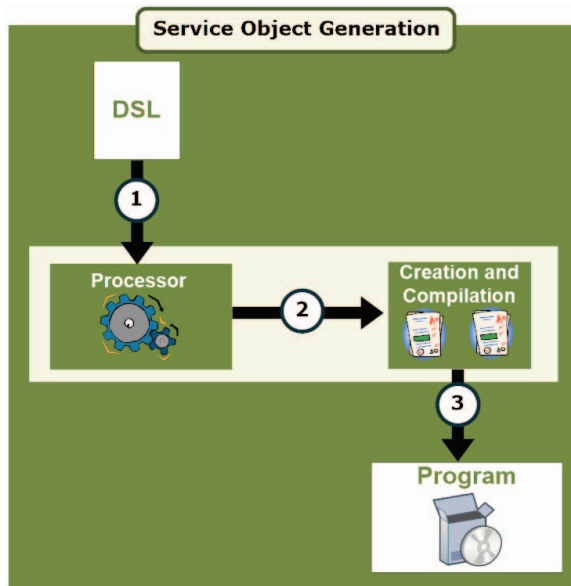 Service Object Generation
DSL
1
Processor
2
Creation and
Compilation
3
Program